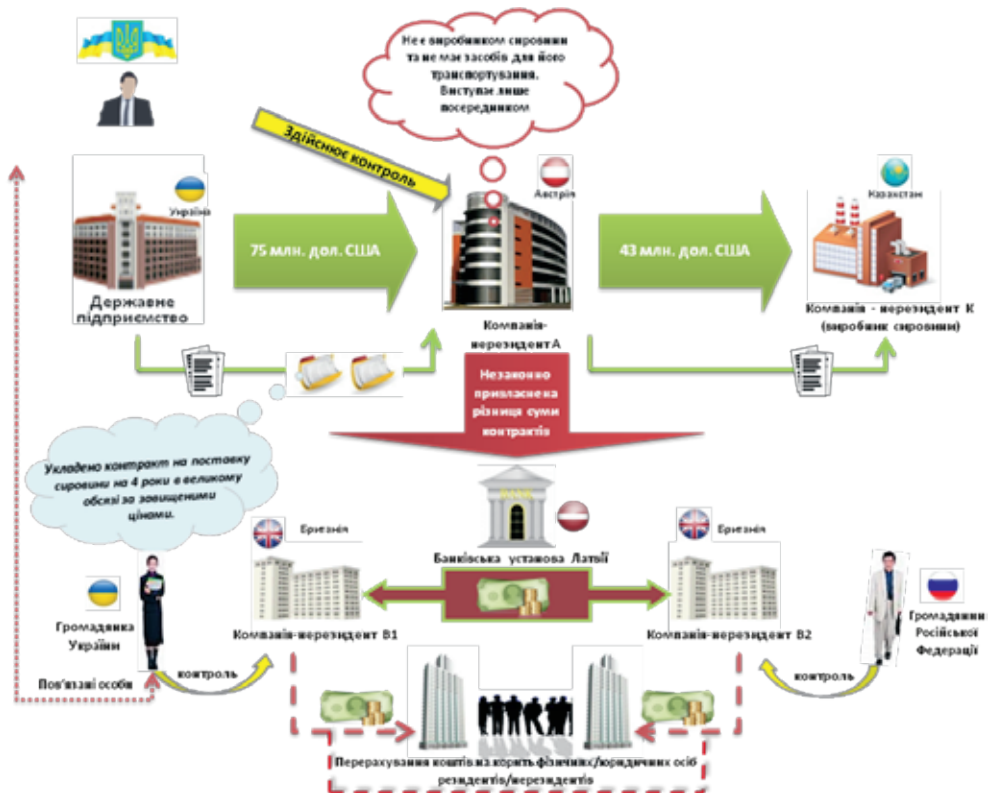 Не є виробником сировини
та не має засобів для його
транспортування.
Виступає лише
посередником
Здійснює контроль
Україна
Австрія
Казахстан
75 млн. дол. США
43 млн. дол. США
Державне
підприємство
Компанія-
нерезидент А
Компанія - нерезидент К
(виробник сировини)
Незаконно
привласнена
різниця суми
контрактів
Укладено контракт на поставку
сировини на 4 роки в великому
обсязі за завищеними
цінами.
Британія
Британія
Банківська установа Латвії
Громадянка
України
Компанія-нерезидент В1
Компанія-нерезидент В2
Громадянин
Російської
Федерації
Пов'язані особи
контроль
контроль
Перерахування коштів на користь фізичних/юридичних осіб
резидентів/нерезидентів